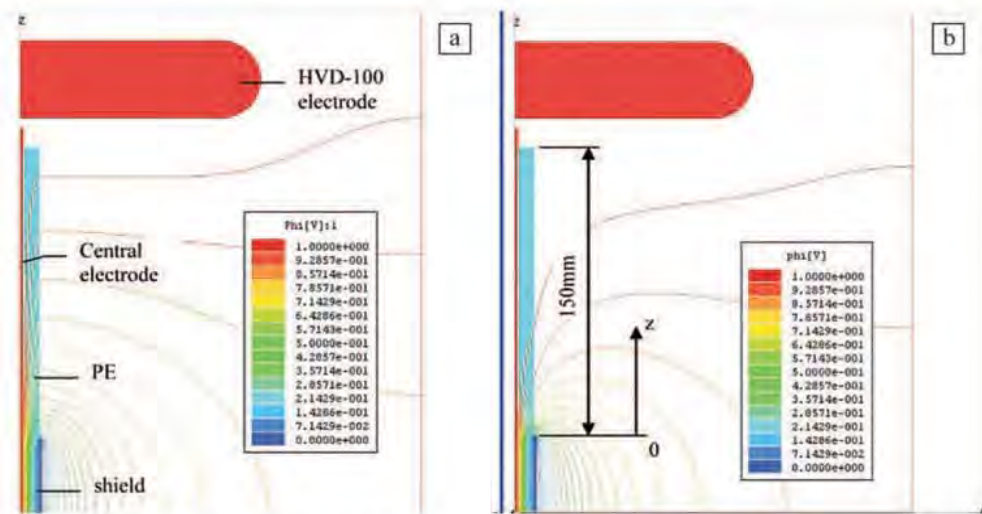 z
a
HVD-100
electrode
Central
electrode
PE
shield
Phi[V]:1
1.0000e+000
9.2857e-001
8.5714e-001
7.8571e-001
7.1429e-001
6.4286e-001
5.7143e-001
5.0000e-001
4.2857e-001
3.5714e-001
2.8571e-001
2.1429e-001
1.4286e-001
7.1429e-002
0.0000e+000
z
b
150mm
z
0
phi[V]
1.0000e+000
9.2857e-001
8.5714e-001
7.8571e-001
7.1429e-001
6.4286e-001
5.7143e-001
5.0000e-001
4.2857e-001
3.5714e-001
2.8571e-001
2.1429e-001
1.4286e-001
7.1429e-002
0.0000e+000